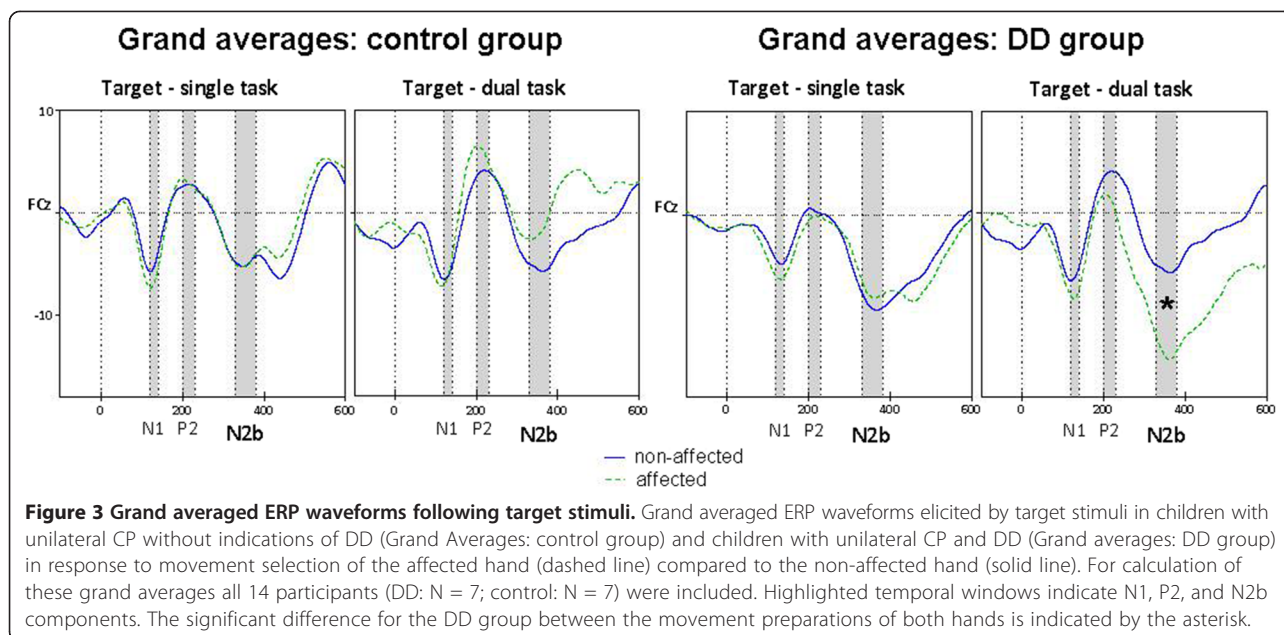 Grand averages: control group
Grand averages: DD group
Target - single task
Target - dual task
Target - single task
Target - dual task
10
FCz
-10
FCz
0 200 400 600
0 200 400 600
0 200 400 600
0 200 400 600
N1 P2 N2b
N1 P2 N2b
N1 P2 N2b
N1 P2 N2b
*
non-affected
affected
Figure 3 Grand averaged ERP waveforms following target stimuli. Grand averaged ERP waveforms elicited by target stimuli in children with
unilateral CP without indications of DD (Grand Averages: control group) and children with unilateral CP and DD (Grand averages: DD group)
in response to movement selection of the affected hand (dashed line) compared to the non-affected hand (solid line). For calculation of
these grand averages all 14 participants (DD: N = 7; control: N = 7) were included. Highlighted temporal windows indicate N1, P2, and N2b
components. The significant difference for the DD group between the movement preparations of both hands is indicated by the asterisk.